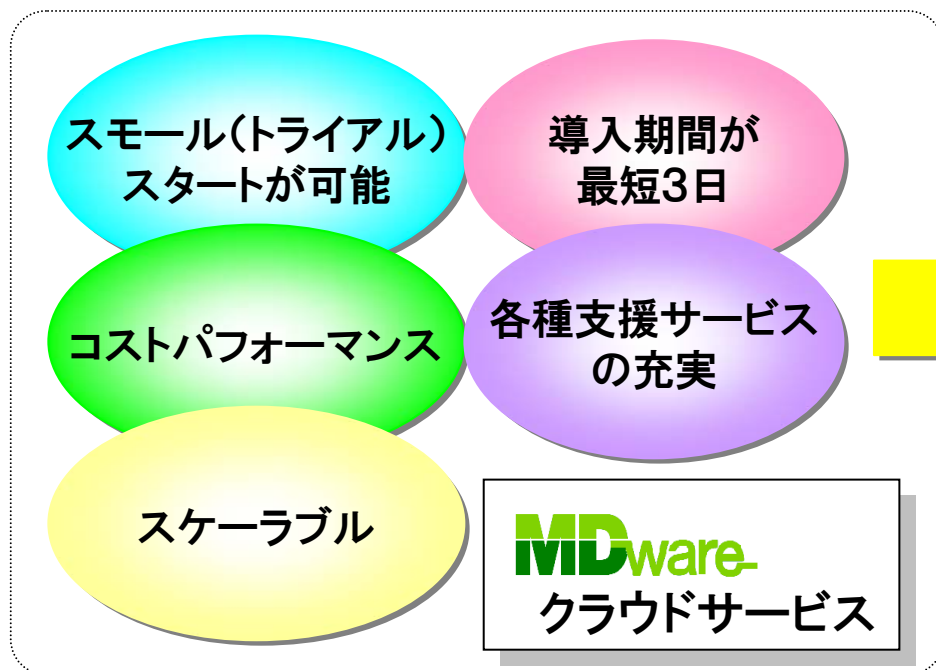 スモール(トライアル)
スタートが可能
導入期間が
最短3日
コストパフォーマンス
各種支援サービス
の充実
スケーラブル
MDware
クラウドサービス